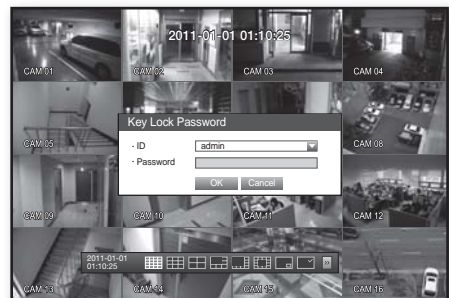 2011-01-01 01:10:25
CAM 01
CAM 02
CAM 03
CAM 04
Key Lock Password
CAM 05
· ID
admin
CAM 08
· Password
OK
Cancel
CAM 09
CAM 10
CAM 11
CAM 12
2011-01-01
01:10:25
CAM 13
CAM 14
CAM 15
CAM 16